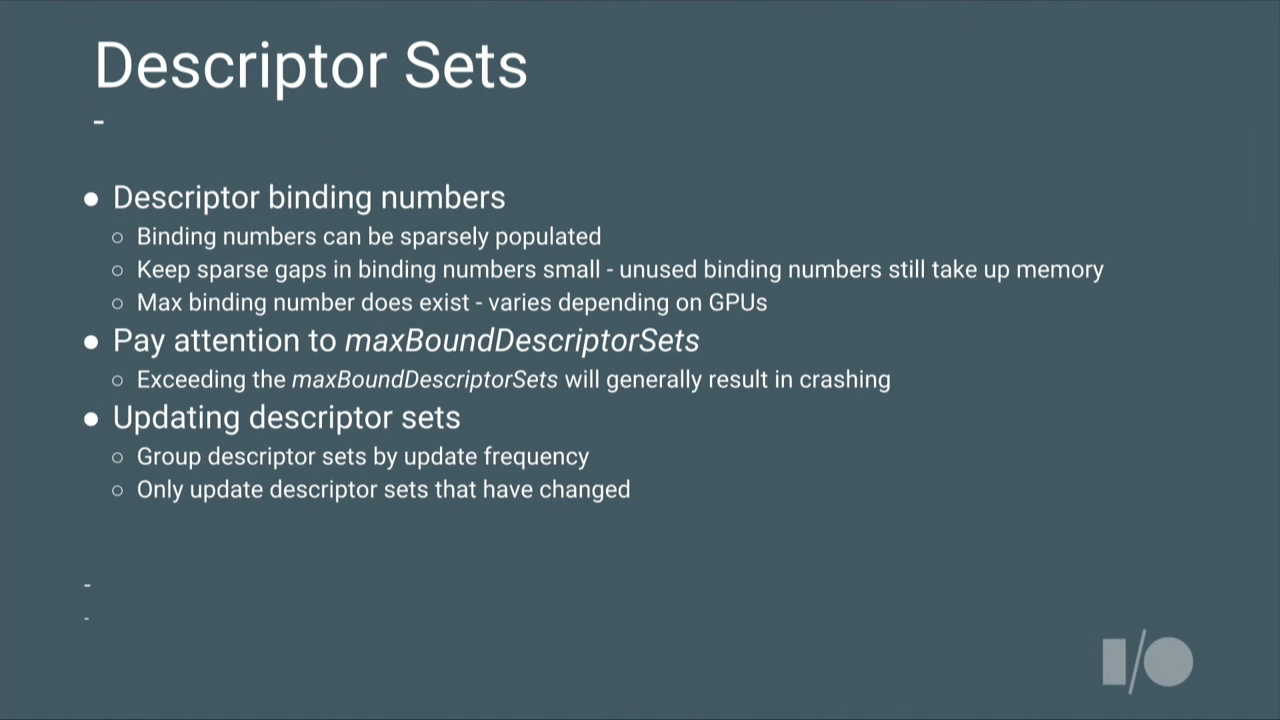 Descriptor Sets
-
● Descriptor binding numbers
○ Binding numbers can be sparsely populated
○ Keep sparse gaps in binding numbers small - unused binding numbers still take up memory
○ Max binding number does exist - varies depending on GPUs
● Pay attention to maxBoundDescriptorSets
○ Exceeding the maxBoundDescriptorSets will generally result in crashing
● Updating descriptor sets
○ Group descriptor sets by update frequency
○ Only update descriptor sets that have changed
-
-
I/O